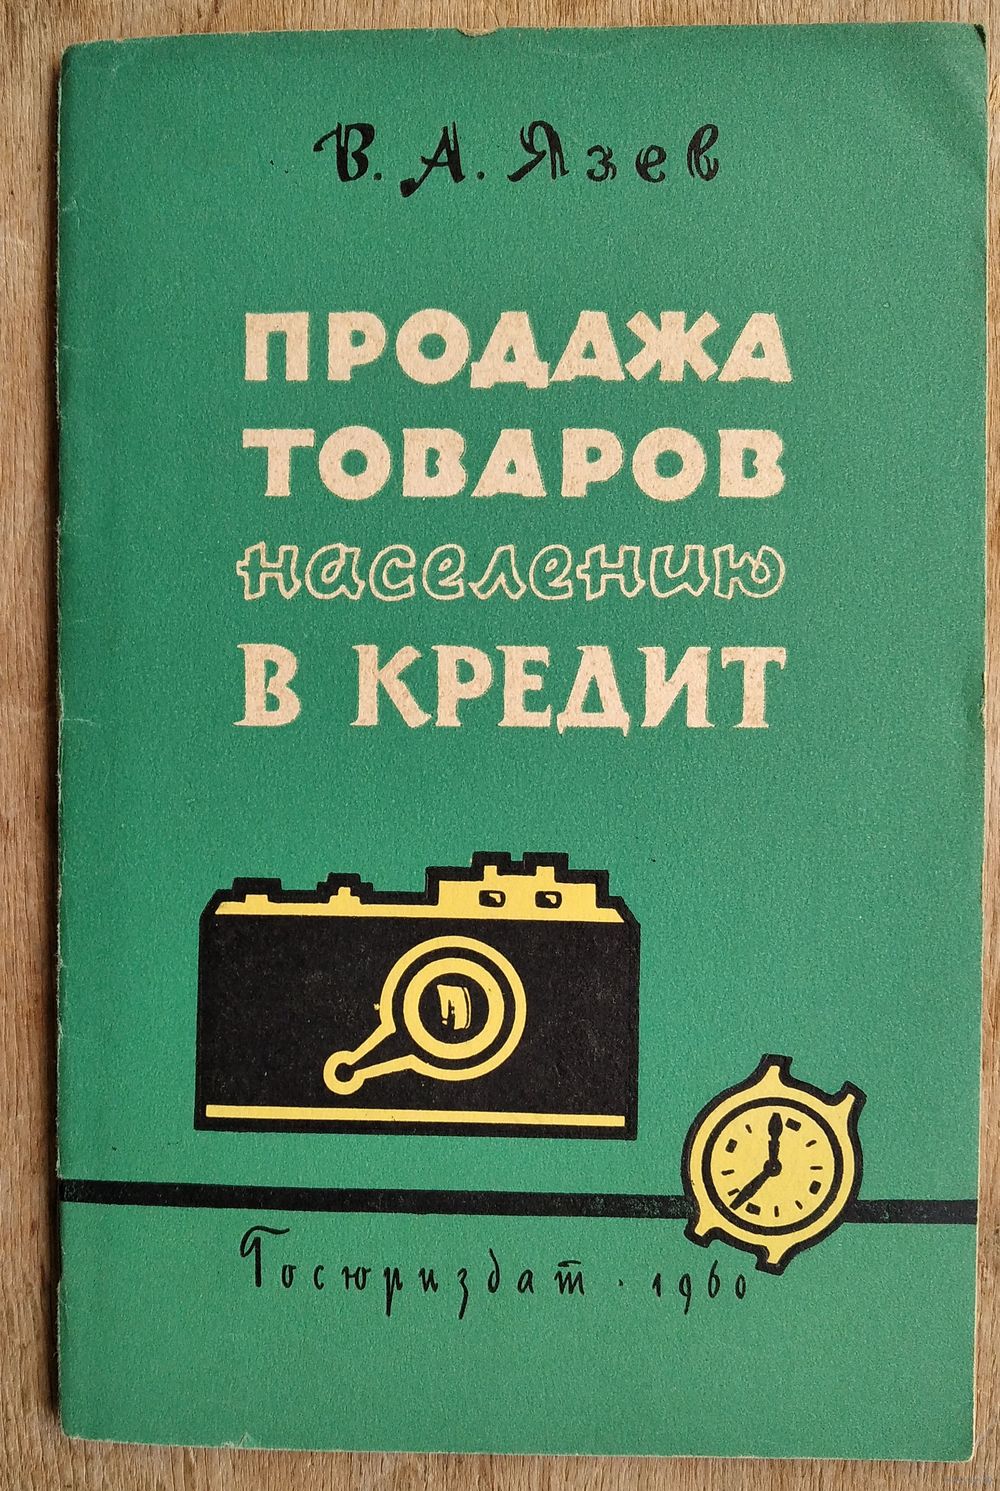 В. А. Язев
ПРОДАЖА
ТОВАРОВ
населению
В КРЕДИТ
Госюриздат · 1960